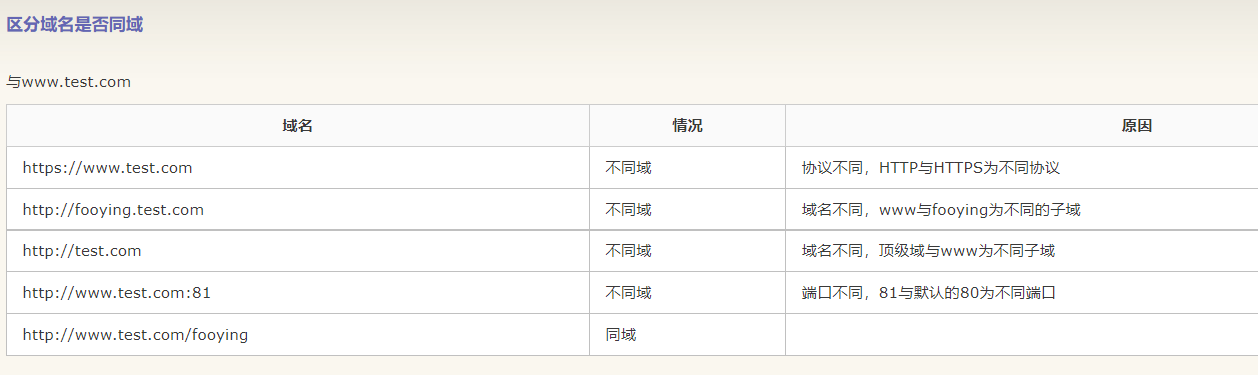 区分域名是否同域
与www.test.com
域名 情况 原因
https://www.test.com 不同域 协议不同，HTTP与HTTPS为不同协议
http://fooying.test.com 不同域 域名不同，www与fooying为不同的子域
http://test.com 不同域 域名不同，顶级域与www为不同子域
http://www.test.com:81 不同域 端口不同，81与默认的80为不同端口
http://www.test.com/fooying 同域